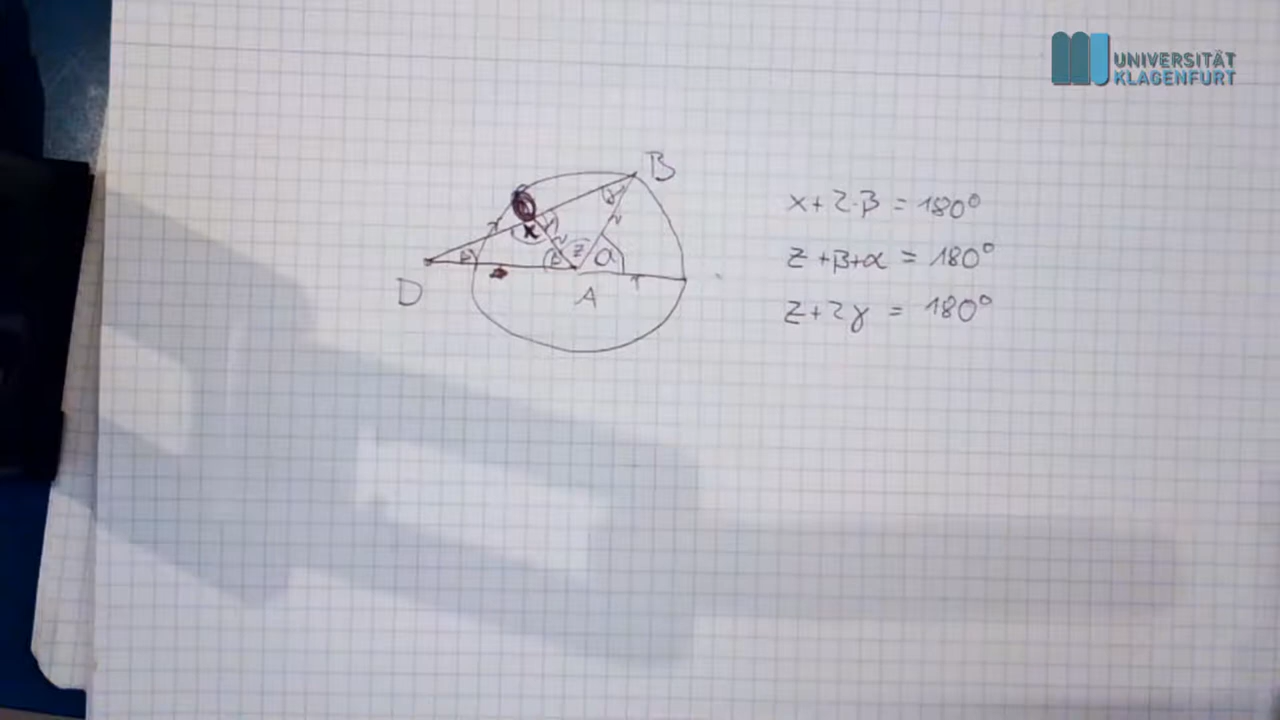 UNIVERSITÄT
KLAGENFURT
B
x + 2·β = 180°
γ
r
x
γ
r
r
z + β + α = 180°
z
α
β
β
D
A
r
z + 2γ = 180°